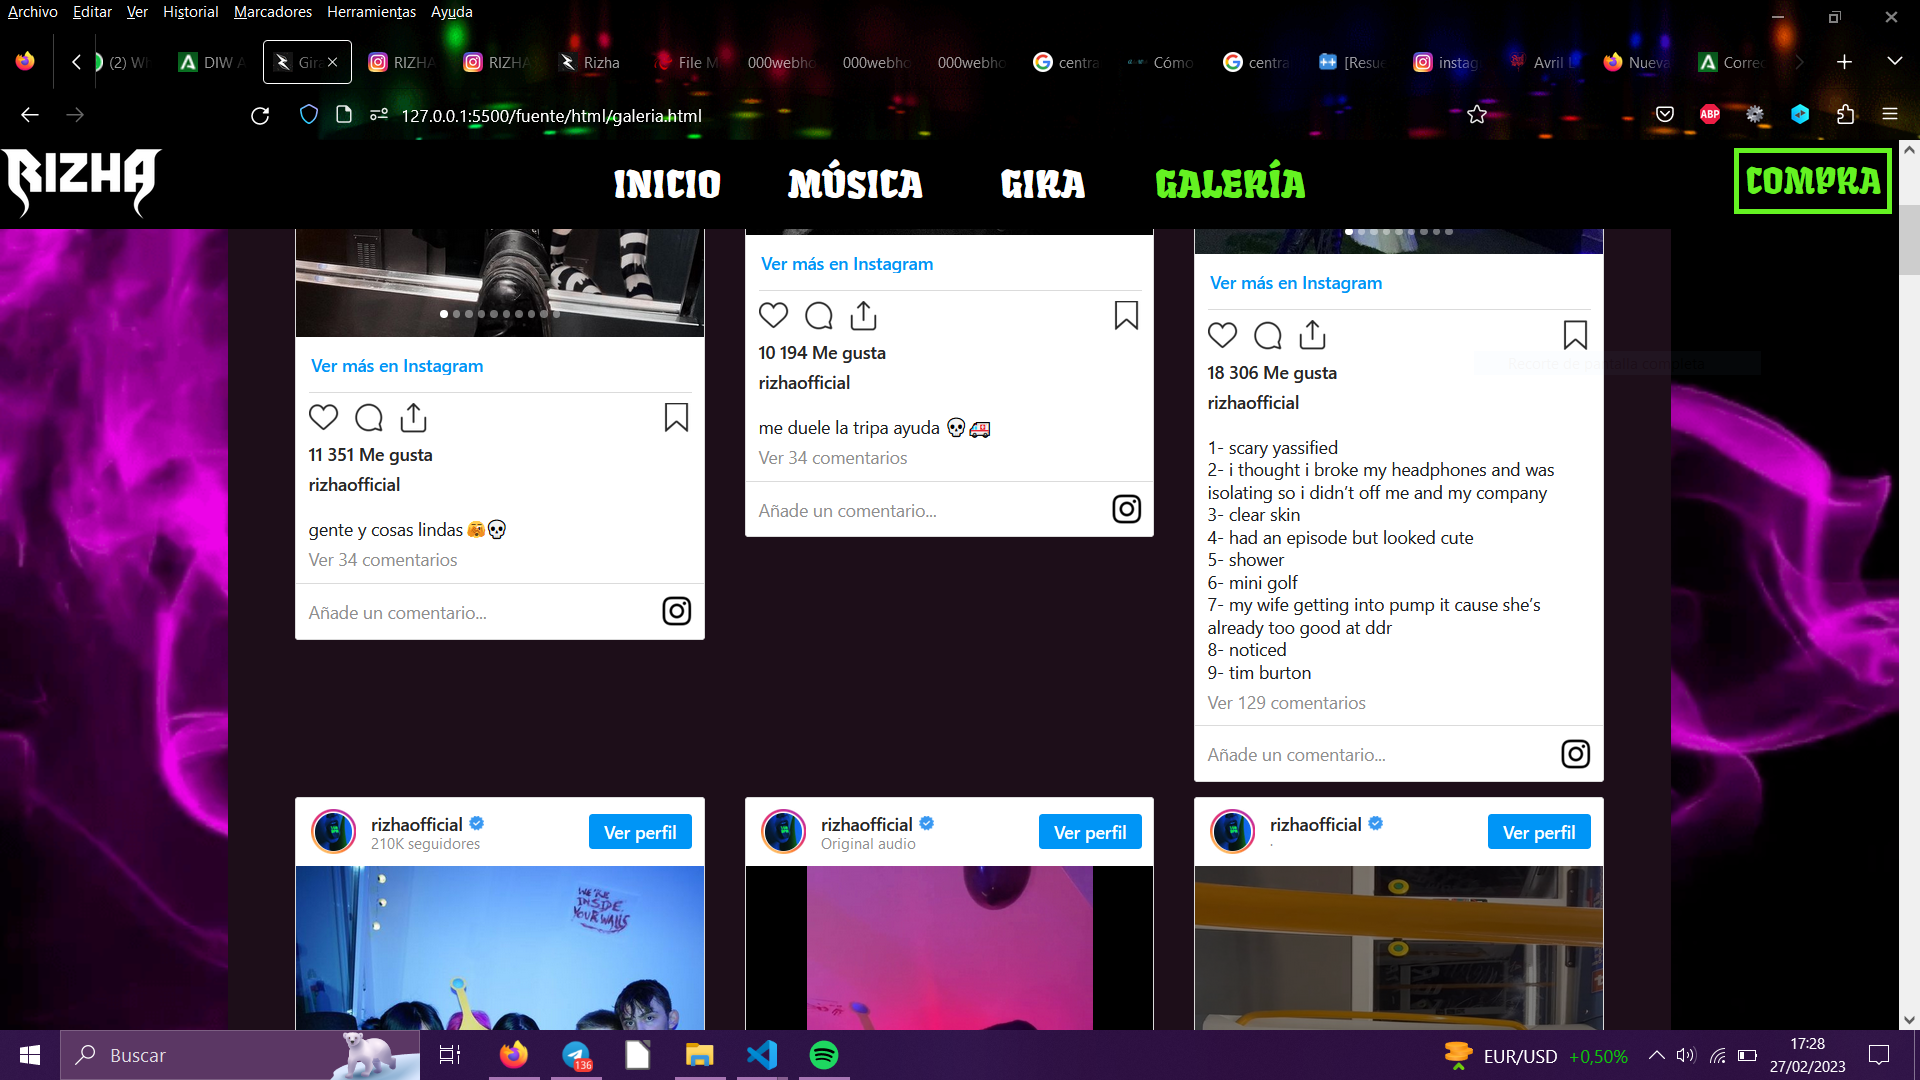 Archivo Editar Ver Historial Marcadores Herramientas Ayuda
(2) Wh DIW A Gira RIZHA RIZHA Rizha File M 000webho 000webho 000webho centra Cómo centra [Resue instag Avril L Nueva Correo
127.0.0.1:5500/fuente/html/galeria.html
ABP
RIZHA
INICIO MÚSICA GIRA GALERÍA COMPRA
Ver más en Instagram
11 351 Me gusta
rizhaofficial
gente y cosas lindas 🫣💀
Ver 34 comentarios
Añade un comentario...
Ver más en Instagram
10 194 Me gusta
rizhaofficial
me duele la tripa ayuda 💀🚑
Ver 34 comentarios
Añade un comentario...
Ver más en Instagram
18 306 Me gusta
rizhaofficial
1- scary yassified
2- i thought i broke my headphones and was
isolating so i didn’t off me and my company
3- clear skin
4- had an episode but looked cute
5- shower
6- mini golf
7- my wife getting into pump it cause she’s
already too good at ddr
8- noticed
9- tim burton
Ver 129 comentarios
Añade un comentario...
Recorte de pantalla completa
rizhaofficial
210K seguidores
Ver perfil
WE'RE
INSIDE
YOUR WALLS
rizhaofficial
Original audio
Ver perfil
rizhaofficial
.
Ver perfil
Buscar
136
EUR/USD +0,50%
17:28
27/02/2023